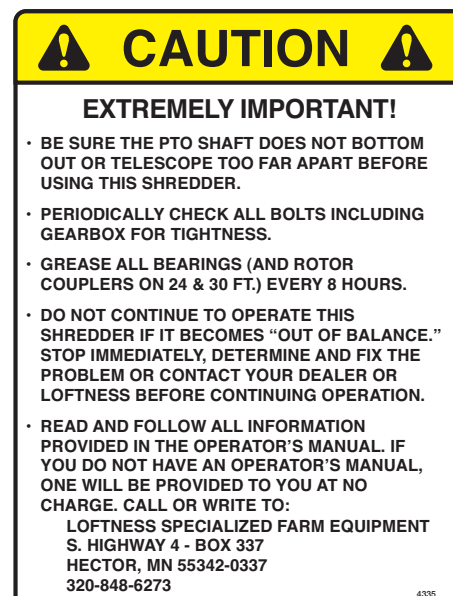 CAUTION
EXTREMELY IMPORTANT!
• BE SURE THE PTO SHAFT DOES NOT BOTTOM
OUT OR TELESCOPE TOO FAR APART BEFORE
USING THIS SHREDDER.
• PERIODICALLY CHECK ALL BOLTS INCLUDING
GEARBOX FOR TIGHTNESS.
• GREASE ALL BEARINGS (AND ROTOR
COUPLERS ON 24 & 30 FT.) EVERY 8 HOURS.
• DO NOT CONTINUE TO OPERATE THIS
SHREDDER IF IT BECOMES “OUT OF BALANCE.”
STOP IMMEDIATELY, DETERMINE AND FIX THE
PROBLEM OR CONTACT YOUR DEALER OR
LOFTNESS BEFORE CONTINUING OPERATION.
• READ AND FOLLOW ALL INFORMATION
PROVIDED IN THE OPERATOR’S MANUAL. IF
YOU DO NOT HAVE AN OPERATOR’S MANUAL,
ONE WILL BE PROVIDED TO YOU AT NO
CHARGE. CALL OR WRITE TO:
LOFTNESS SPECIALIZED FARM EQUIPMENT
S. HIGHWAY 4 - BOX 337
HECTOR, MN 55342-0337
320-848-6273
4335